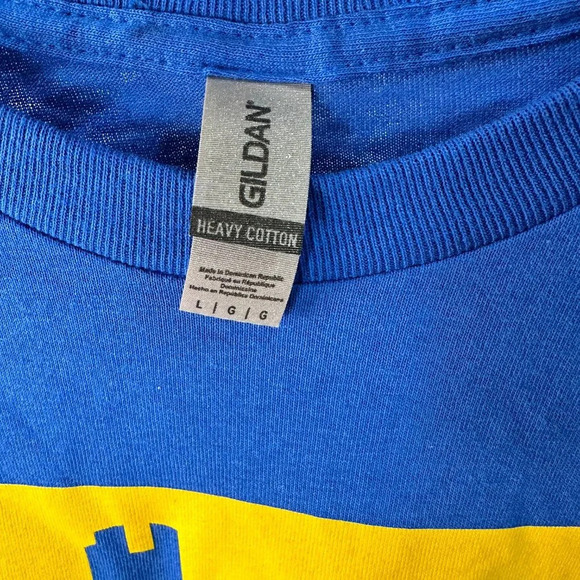 GILDAN®
HEAVY COTTON
Made in Dominican Republic
Fabriqué en République
Dominicaine
Hecho en República Dominicana
L | G | G